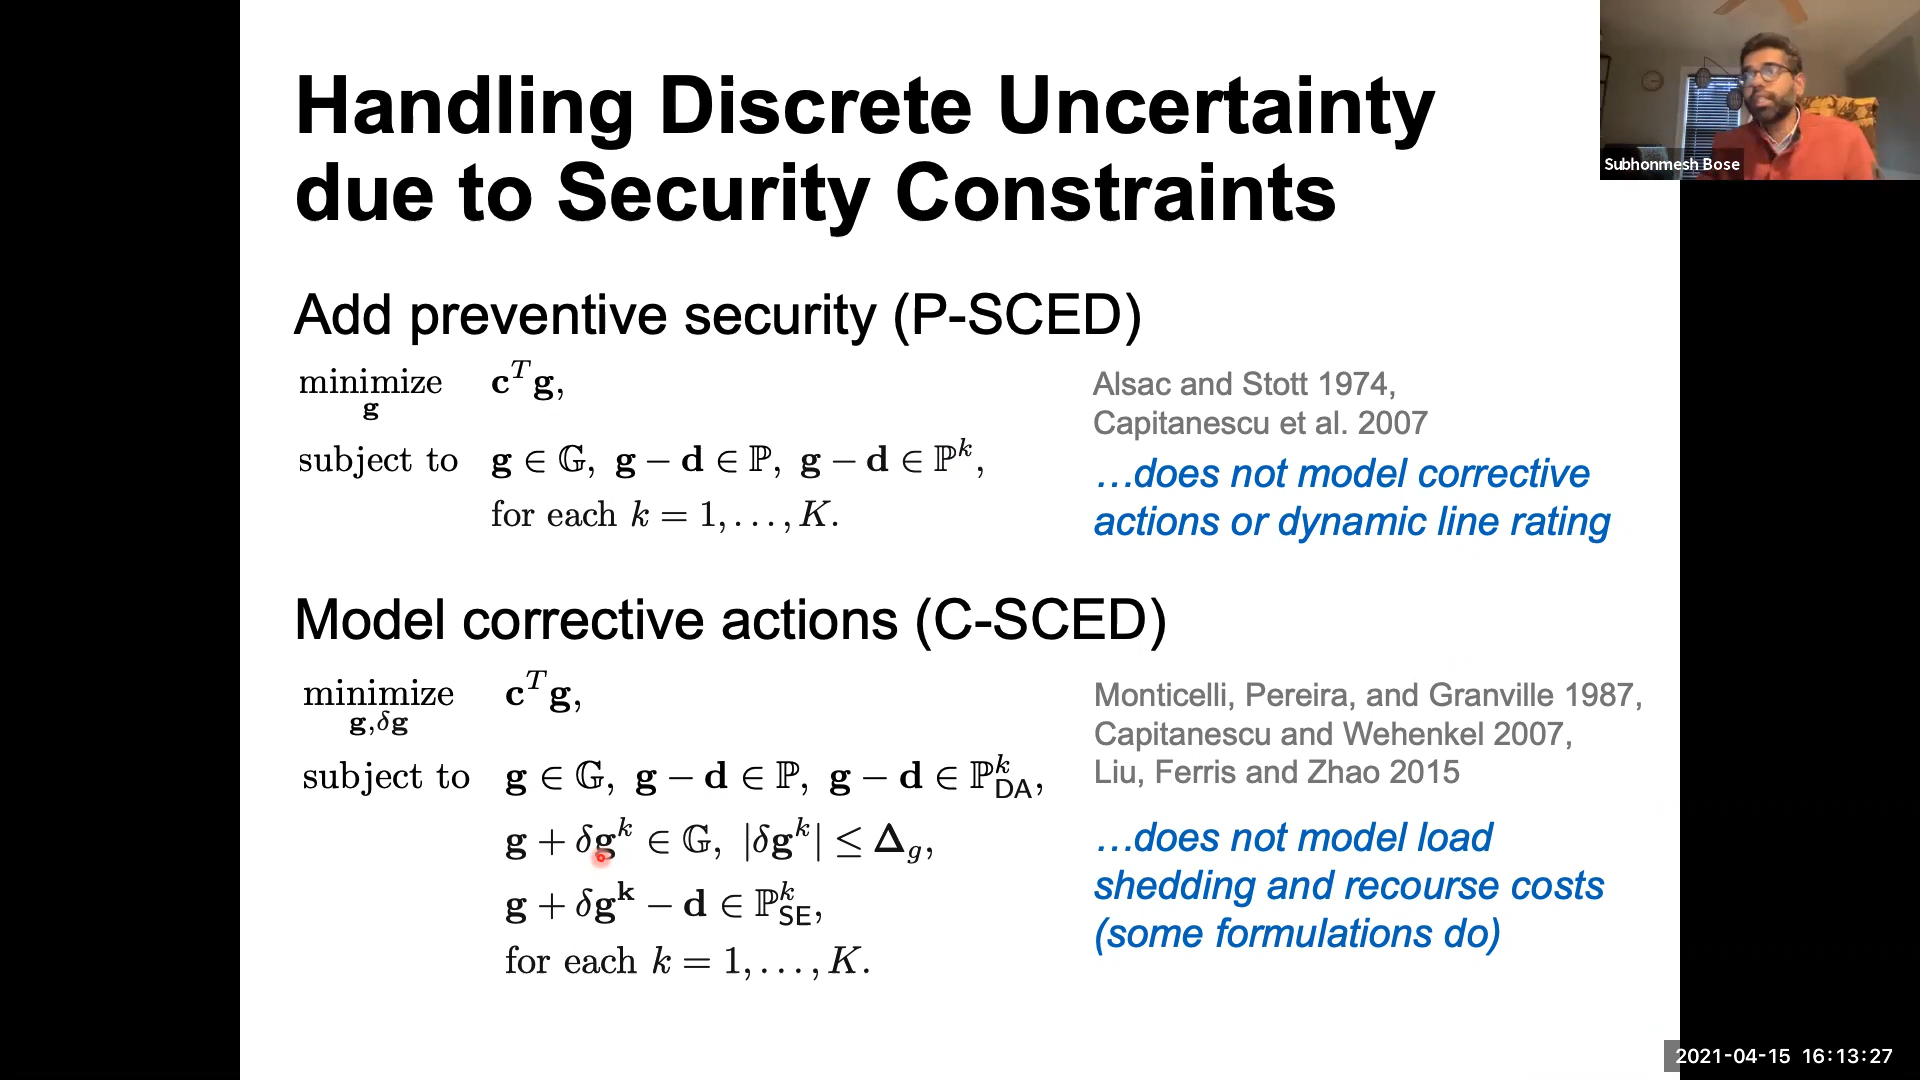 Handling Discrete Uncertainty
due to Security Constraints
Subhonmesh Bose
Add preventive security (P-SCED)
minimize c^T g,
g
subject to g ∈ 𝔾, g − d ∈ ℙ, g − d ∈ ℙ^k,
for each k = 1, . . . , K.
Alsac and Stott 1974,
Capitanescu et al. 2007
...does not model corrective
actions or dynamic line rating
Model corrective actions (C-SCED)
minimize c^T g,
g,δg
subject to g ∈ 𝔾, g − d ∈ ℙ, g − d ∈ ℙ^k_DA,
g + δg^k ∈ 𝔾, |δg^k| ≤ Δ_g,
g + δg^k − d ∈ ℙ^k_SE,
for each k = 1, . . . , K.
Monticelli, Pereira, and Granville 1987,
Capitanescu and Wehenkel 2007,
Liu, Ferris and Zhao 2015
...does not model load
shedding and recourse costs
(some formulations do)
2021-04-15 16:13:27